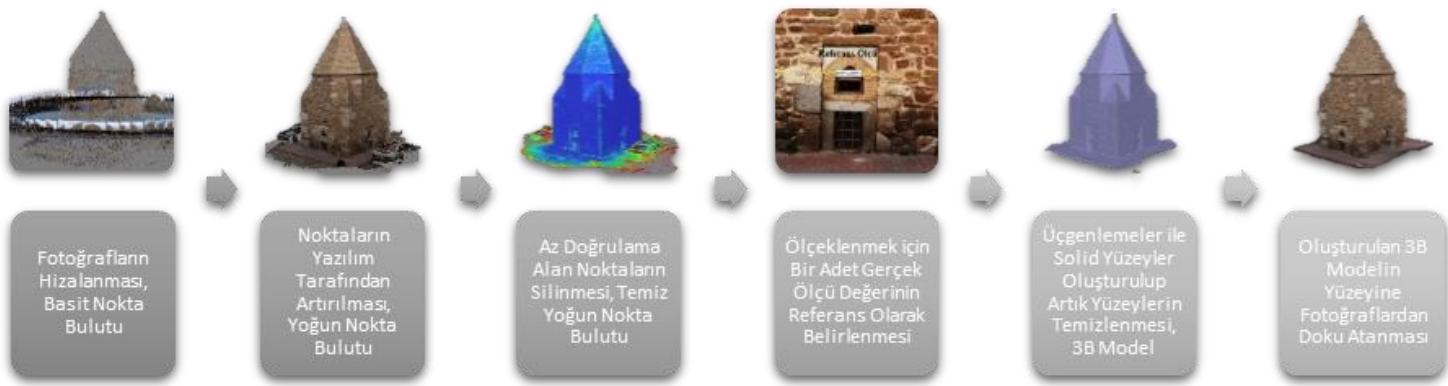 Referans Ölçü
Fotoğrafların
Hizalanması,
Basit Nokta
Bulutu
Noktaların
Yazılım
Tarafından
Artırılması,
Yoğun Nokta
Bulutu
Az Doğrulama
Alan Noktaların
Silinmesi, Temiz
Yoğun Nokta
Bulutu
Ölçeklenmek için
Bir Adet Gerçek
Ölçü Değerinin
Referans Olarak
Belirlenmesi
Üçgenlemeler ile
Solid Yüzeyler
Oluşturulup
Artık Yüzeylerin
Temizlenmesi,
3B Model
Oluşturulan 3B
Modelin
Yüzeyine
Fotoğraflardan
Doku Atanması